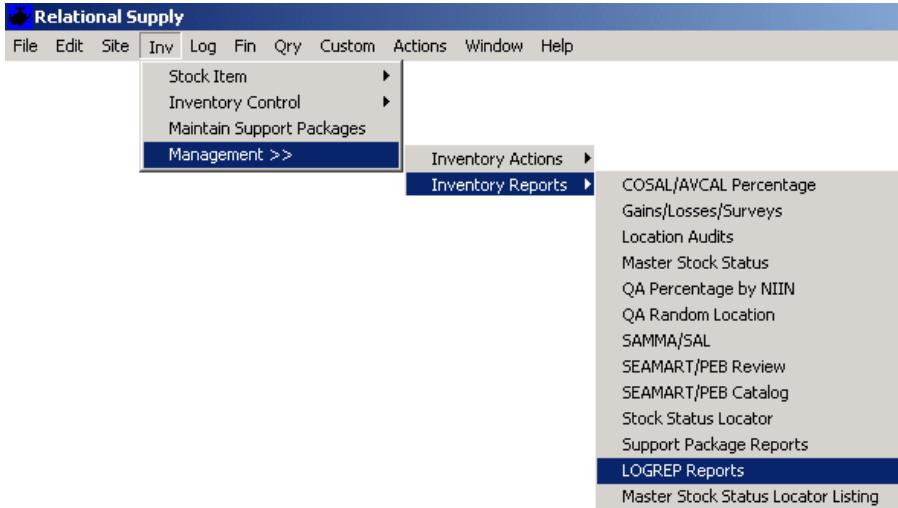 Relational Supply
File Edit Site Inv Log Fin Qry Custom Actions Window Help
Stock Item
Inventory Control
Maintain Support Packages
Management >>
Inventory Actions
Inventory Reports
COSAL/AVCAL Percentage
Gains/Losses/Surveys
Location Audits
Master Stock Status
QA Percentage by NIIN
QA Random Location
SAMMA/SAL
SEAMART/PEB Review
SEAMART/PEB Catalog
Stock Status Locator
Support Package Reports
LOGREP Reports
Master Stock Status Locator Listing